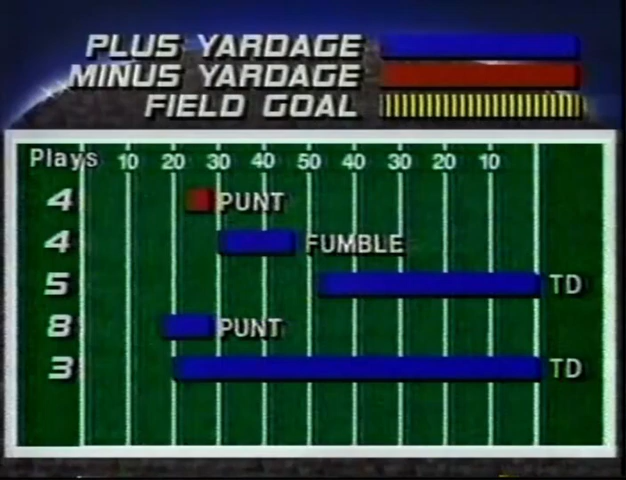 PLUS YARDAGE
MINUS YARDAGE
FIELD GOAL
Plays 10 20 30 40 50 40 30 20 10
4 PUNT
4 FUMBLE
5 TD
8 PUNT
3 TD